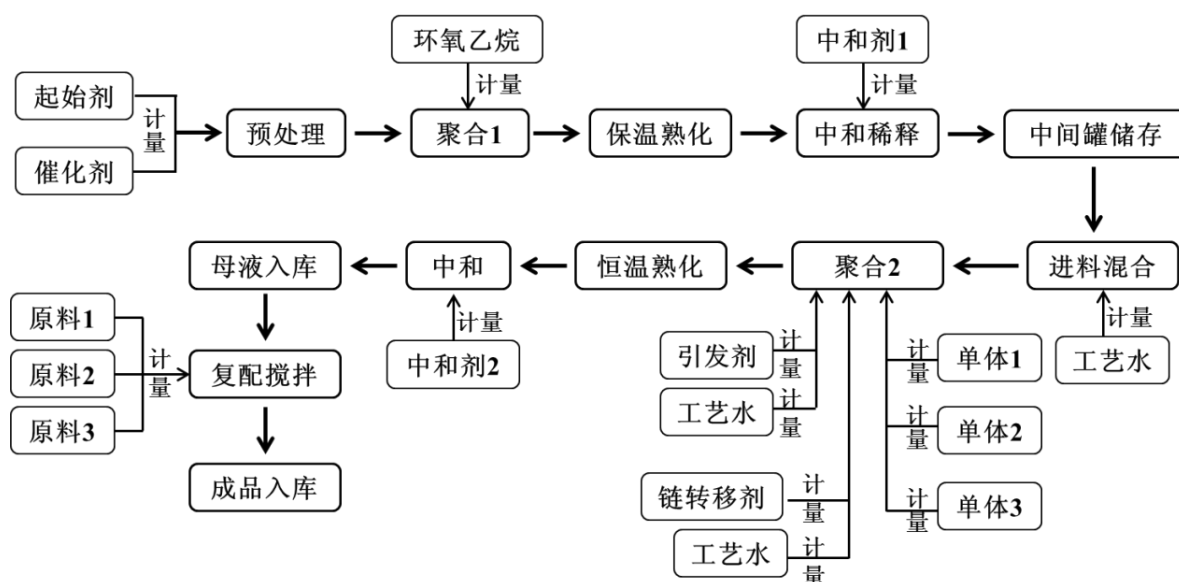 环氧乙烷
中和剂1
计量
计量
起始剂
计量
催化剂
预处理
聚合1
保温熟化
中和稀释
中间罐储存
母液入库
中和
恒温熟化
聚合2
进料混合
计量
中和剂2
计量
工艺水
原料1
原料2
原料3
计量
复配搅拌
成品入库
引发剂
计量
工艺水
计量
链转移剂
计量
工艺水
计量
计量
单体1
计量
单体2
计量
单体3